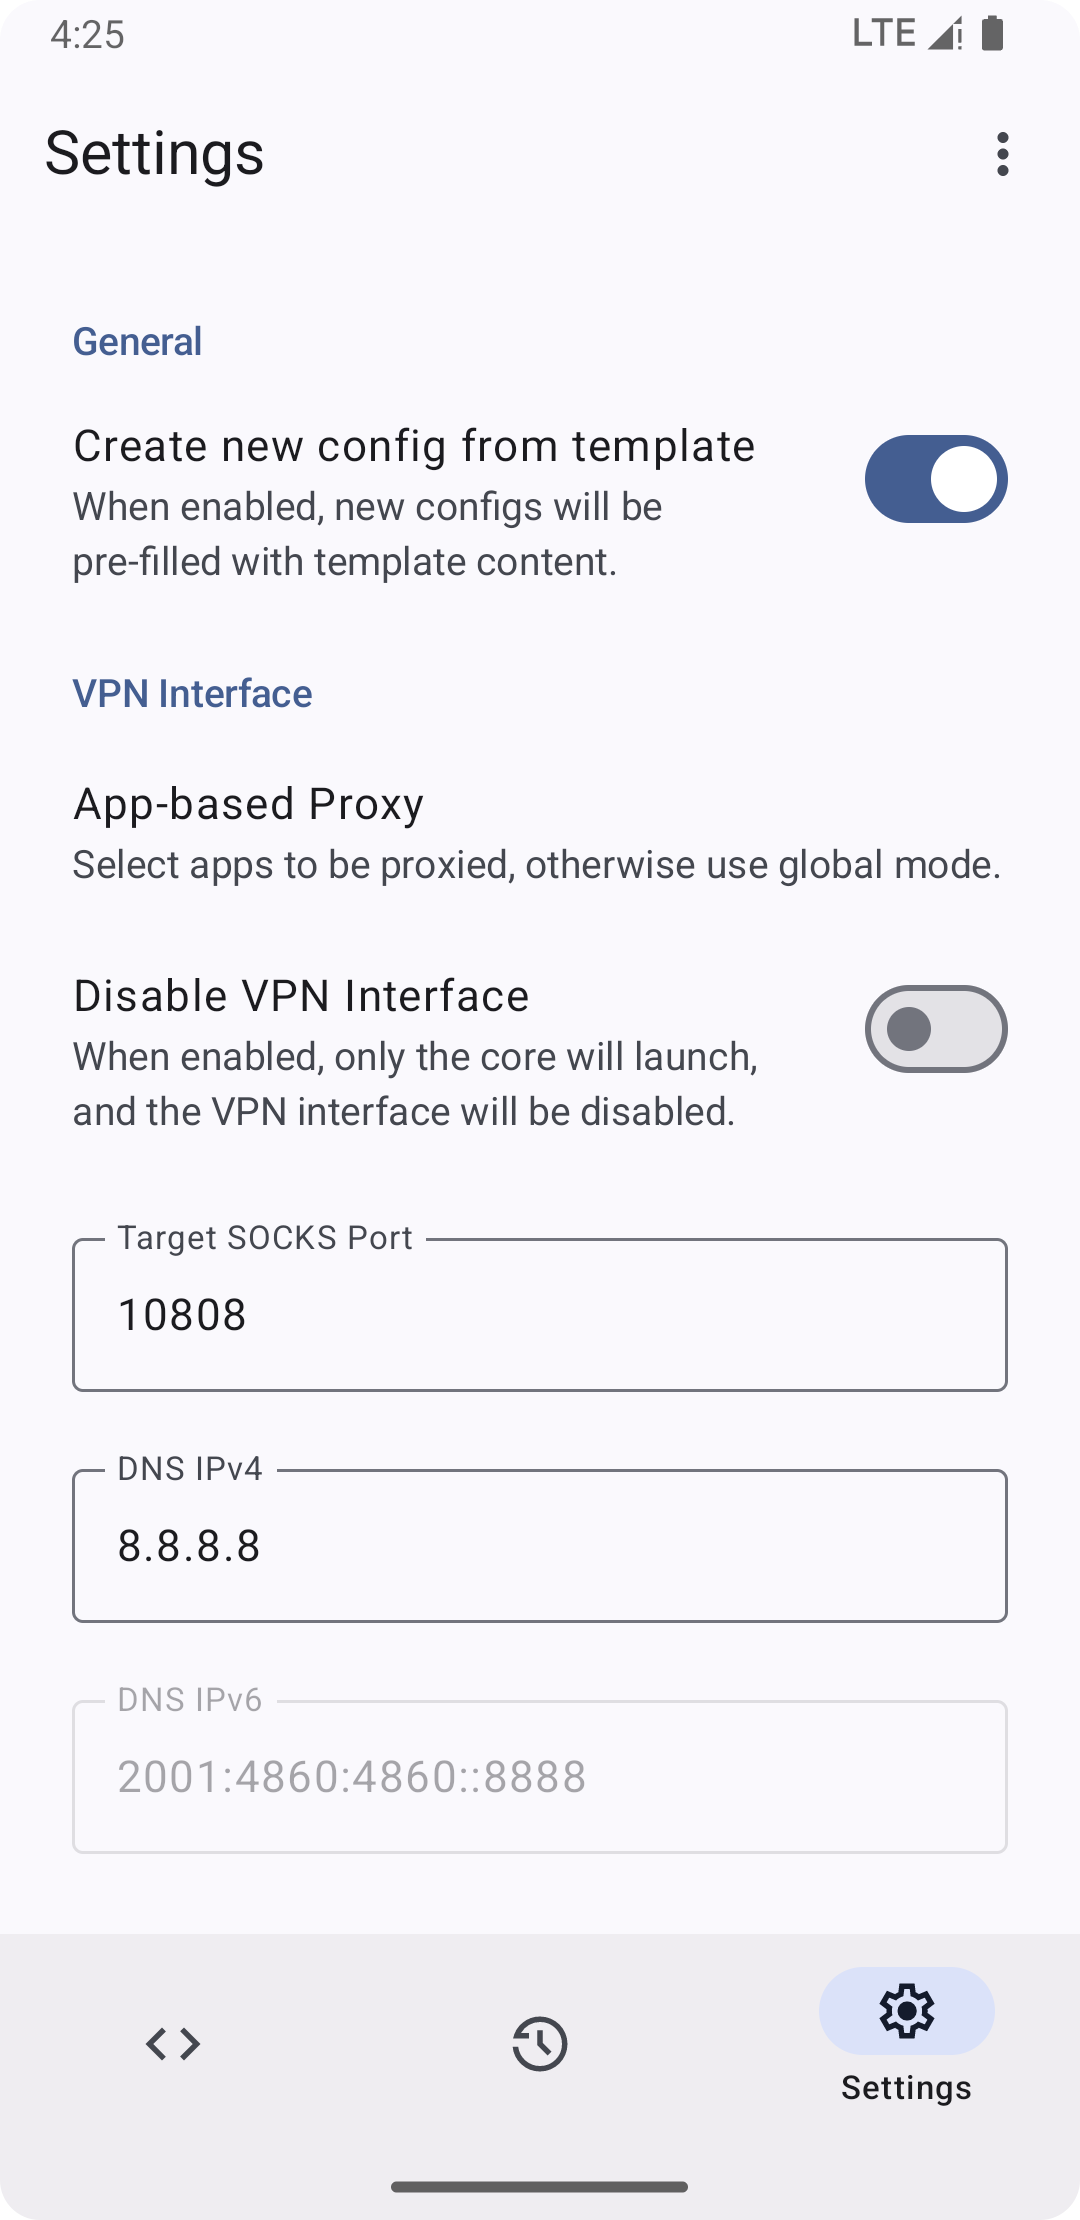 4:25
LTE
Settings
General
Create new config from template
When enabled, new configs will be
pre-filled with template content.
VPN Interface
App-based Proxy
Select apps to be proxied, otherwise use global mode.
Disable VPN Interface
When enabled, only the core will launch,
and the VPN interface will be disabled.
Target SOCKS Port
10808
DNS IPv4
8.8.8.8
DNS IPv6
2001:4860:4860::8888
Settings